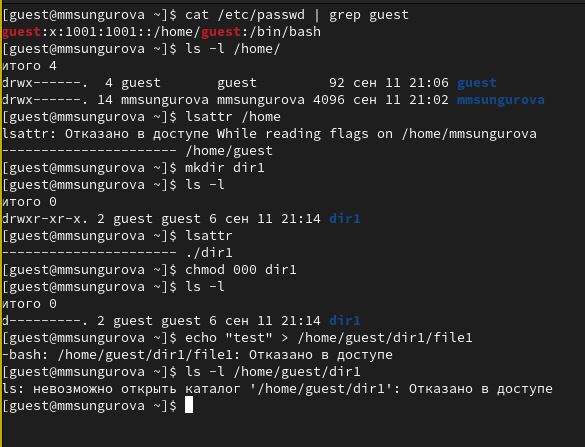 [guest@mmsungurova ~]$ cat /etc/passwd | grep guest
guest:x:1001:1001::/home/guest:/bin/bash
[guest@mmsungurova ~]$ ls -l /home/
итого 4
drwx------.  4 guest       guest         92 сен 11 21:06 guest
drwx------. 14 mmsungurova mmsungurova 4096 сен 11 21:02 mmsungurova
[guest@mmsungurova ~]$ lsattr /home
lsattr: Отказано в доступе While reading flags on /home/mmsungurova
---------------------- /home/guest
[guest@mmsungurova ~]$ mkdir dir1
[guest@mmsungurova ~]$ ls -l
итого 0
drwxr-xr-x. 2 guest guest 6 сен 11 21:14 dir1
[guest@mmsungurova ~]$ lsattr
---------------------- ./dir1
[guest@mmsungurova ~]$ chmod 000 dir1
[guest@mmsungurova ~]$ ls -l
итого 0
d---------. 2 guest guest 6 сен 11 21:14 dir1
[guest@mmsungurova ~]$ echo "test" > /home/guest/dir1/file1
-bash: /home/guest/dir1/file1: Отказано в доступе
[guest@mmsungurova ~]$ ls -l /home/guest/dir1
ls: невозможно открыть каталог '/home/guest/dir1': Отказано в доступе
[guest@mmsungurova ~]$